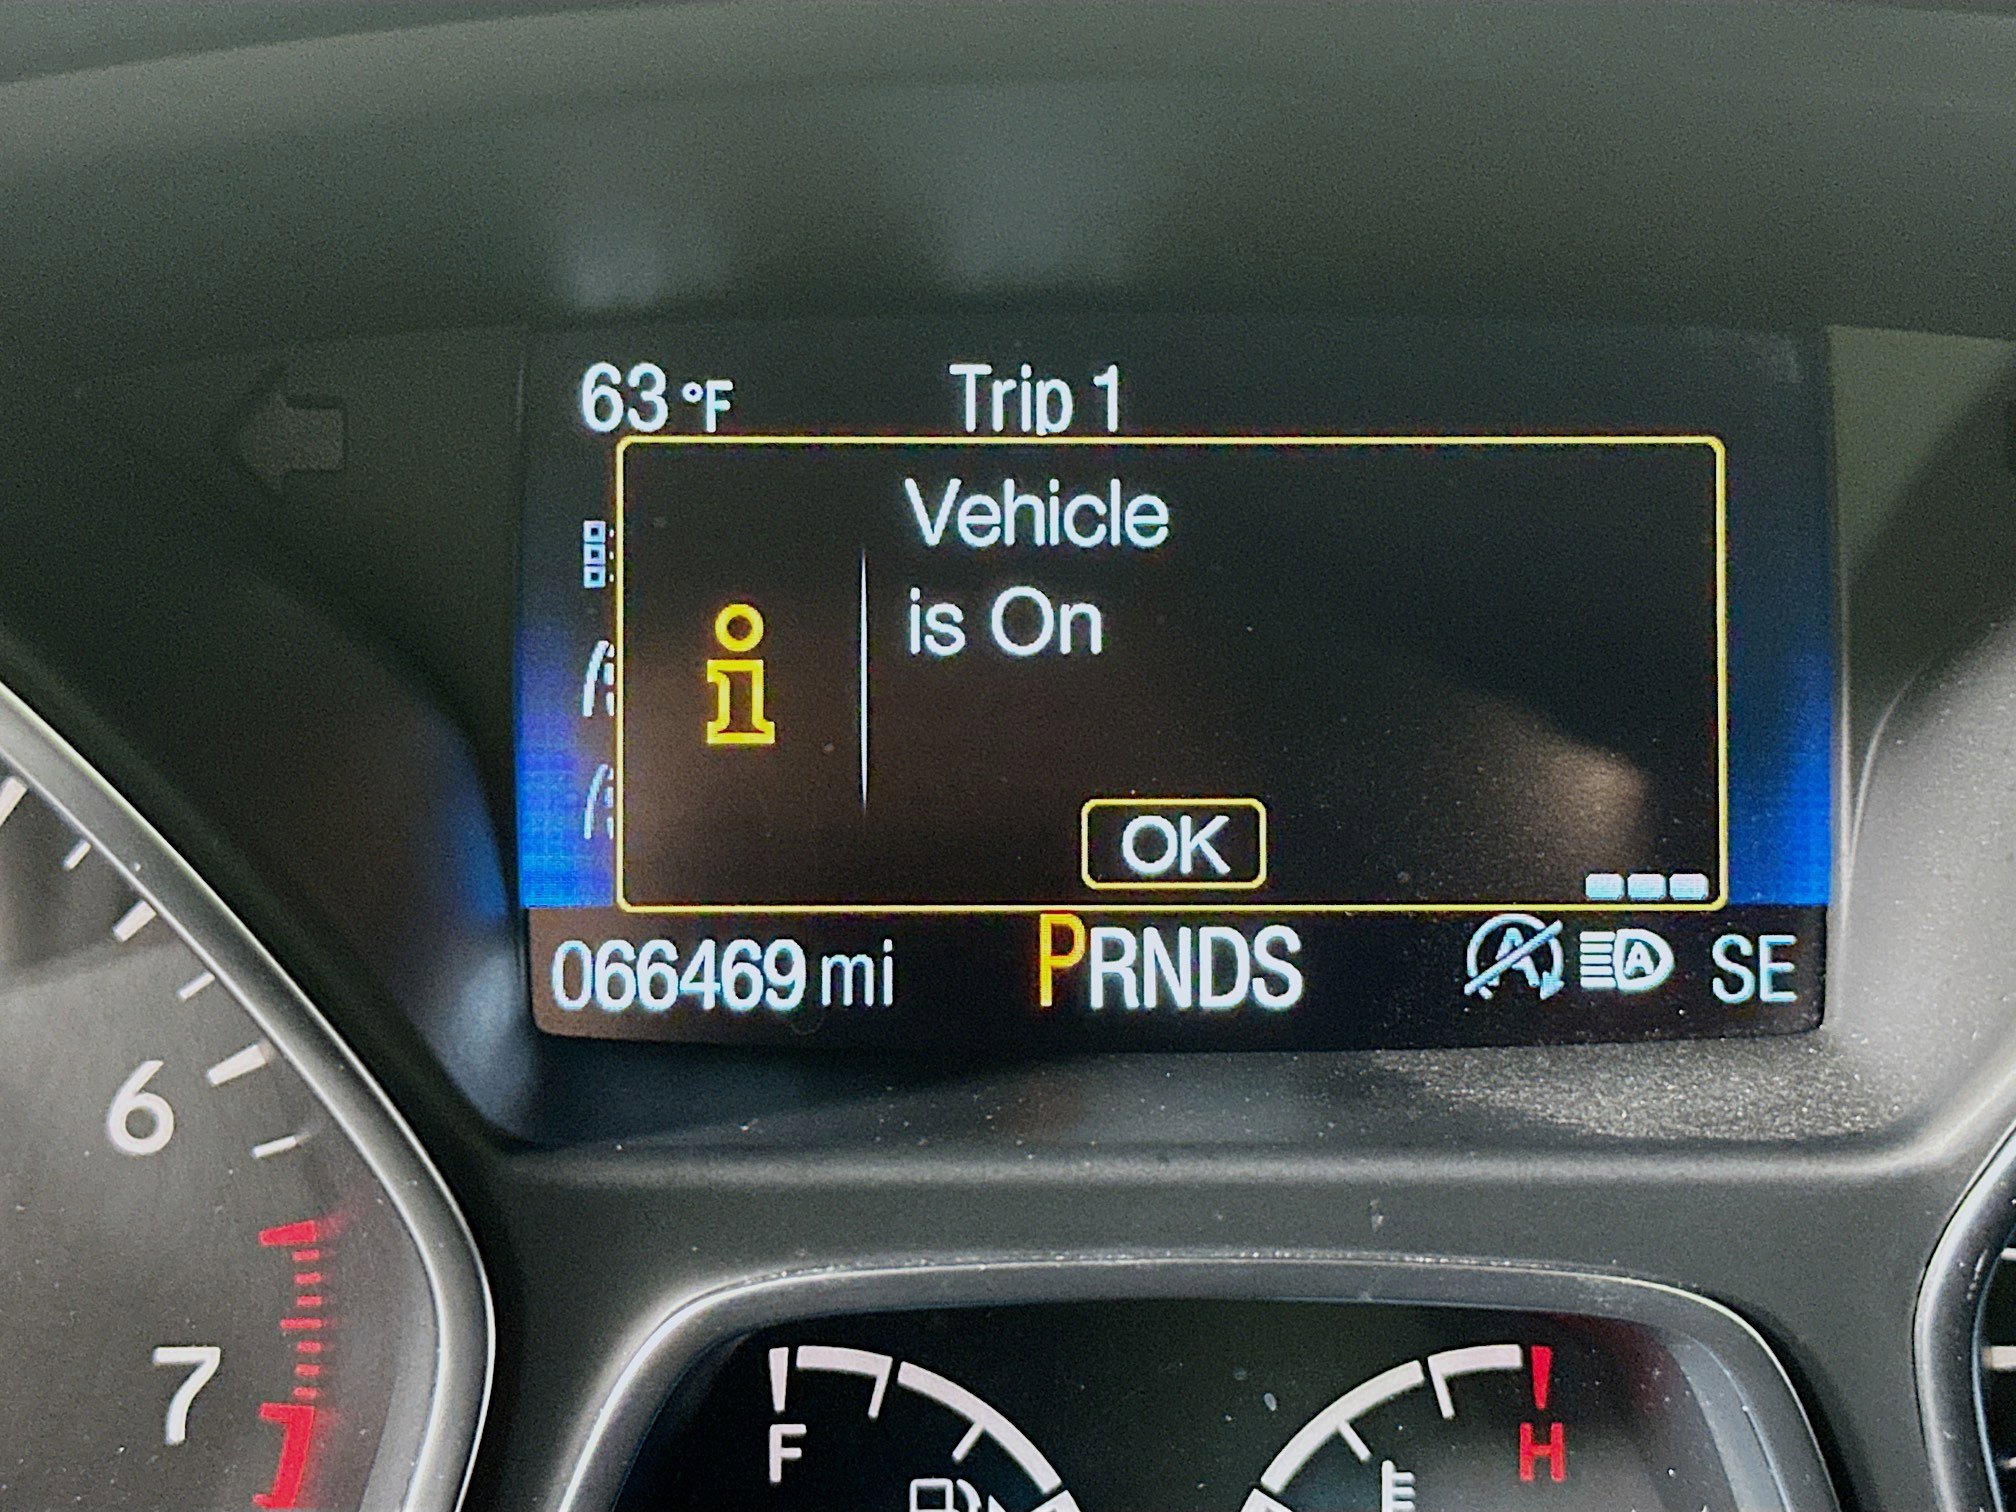 63 °F Trip 1
Vehicle
is On
OK
066469 mi PRNDS A A SE
6
7
F H